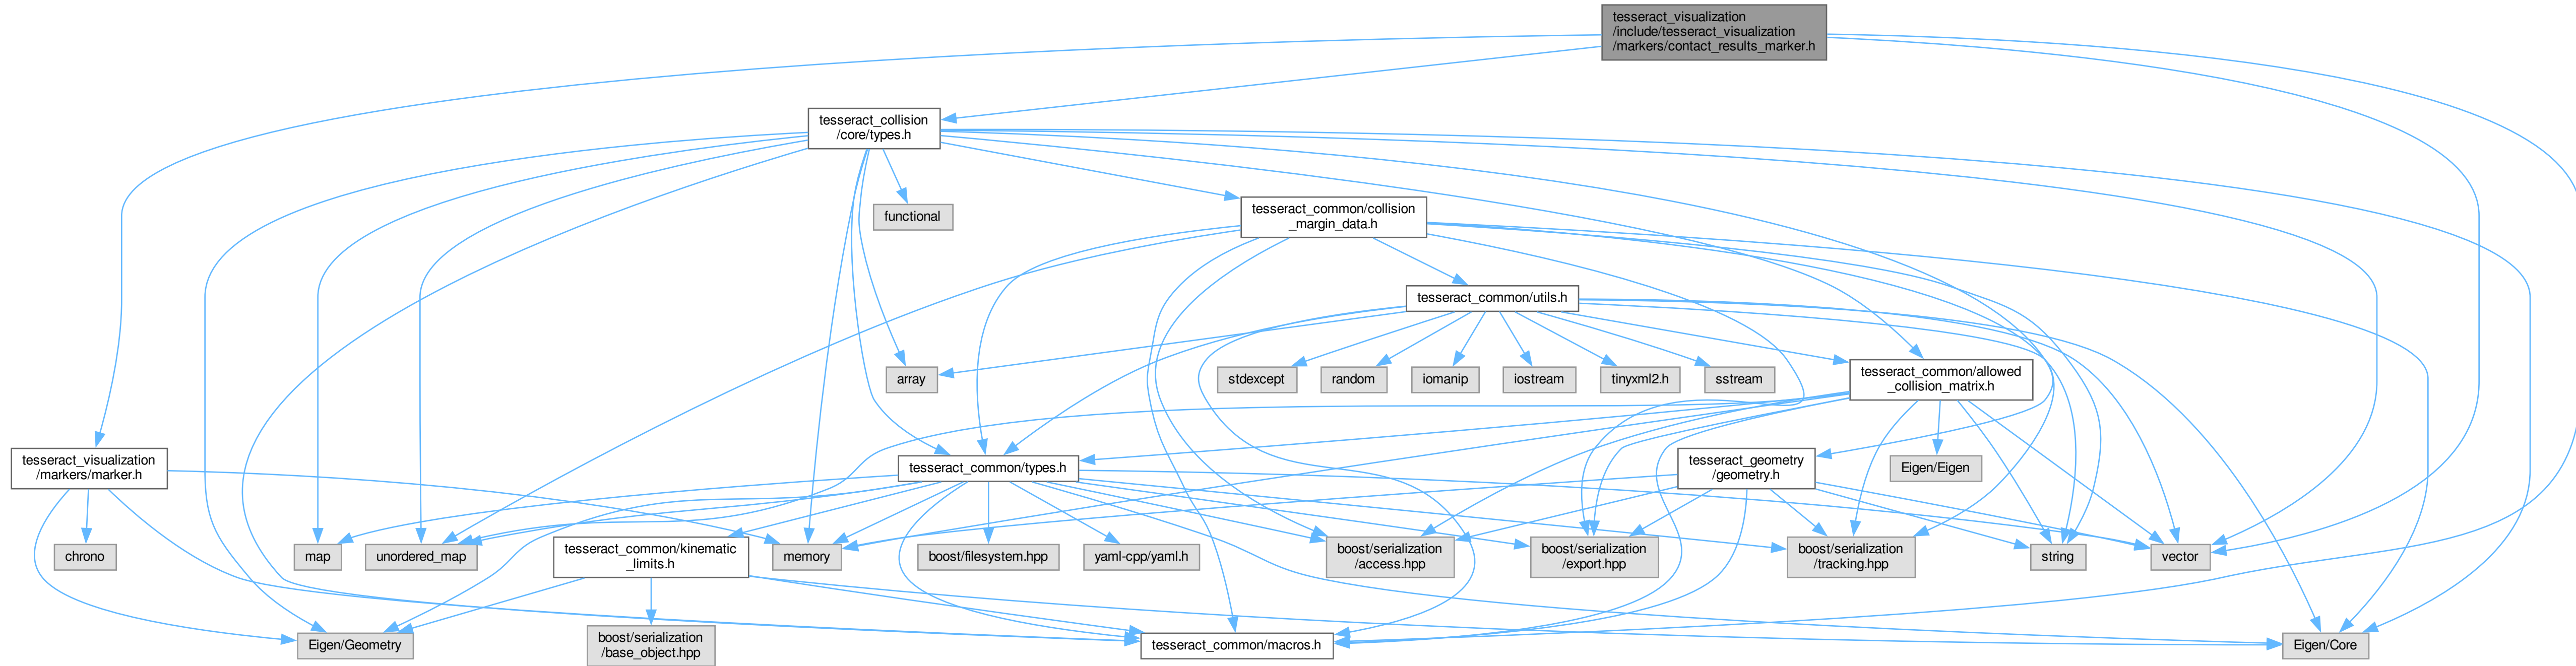 tesseract_visualization
/include/tesseract_visualization
/markers/contact_results_marker.h
tesseract_collision
/core/types.h
functional
tesseract_common/collision
_margin_data.h
tesseract_common/utils.h
array
stdexcept
random
iomanip
iostream
tinyxml2.h
sstream
tesseract_common/allowed
_collision_matrix.h
tesseract_visualization
/markers/marker.h
tesseract_common/types.h
tesseract_geometry
/geometry.h
Eigen/Eigen
chrono
map
unordered_map
tesseract_common/kinematic
_limits.h
memory
boost/filesystem.hpp
yaml-cpp/yaml.h
boost/serialization
/access.hpp
boost/serialization
/export.hpp
boost/serialization
/tracking.hpp
string
vector
Eigen/Geometry
boost/serialization
/base_object.hpp
tesseract_common/macros.h
Eigen/Core